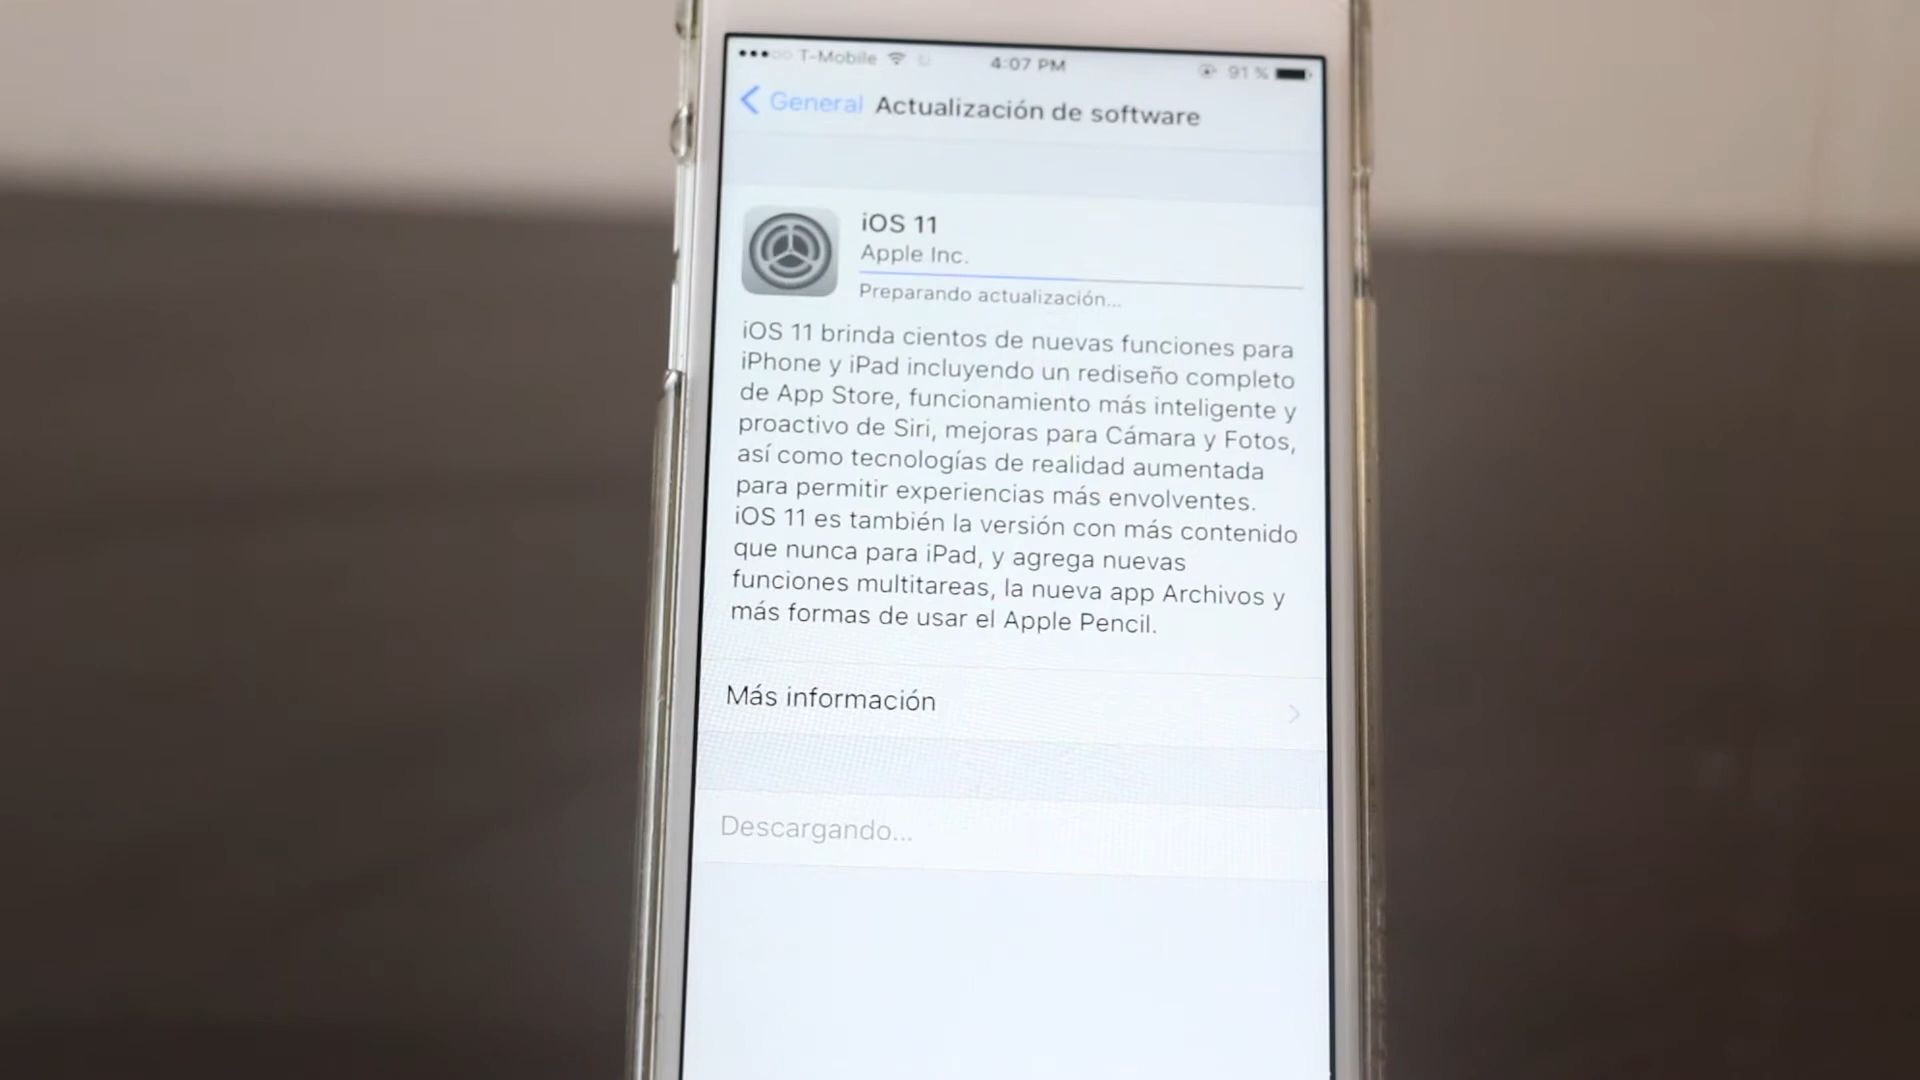 T-Mobile 4:07 PM 91 %
General Actualización de software
iOS 11
Apple Inc.
Preparando actualización...
iOS 11 brinda cientos de nuevas funciones para
iPhone y iPad incluyendo un rediseño completo
de App Store, funcionamiento más inteligente y
proactivo de Siri, mejoras para Cámara y Fotos,
así como tecnologías de realidad aumentada
para permitir experiencias más envolventes.
iOS 11 es también la versión con más contenido
que nunca para iPad, y agrega nuevas
funciones multitareas, la nueva app Archivos y
más formas de usar el Apple Pencil.
Más información
Descargando...